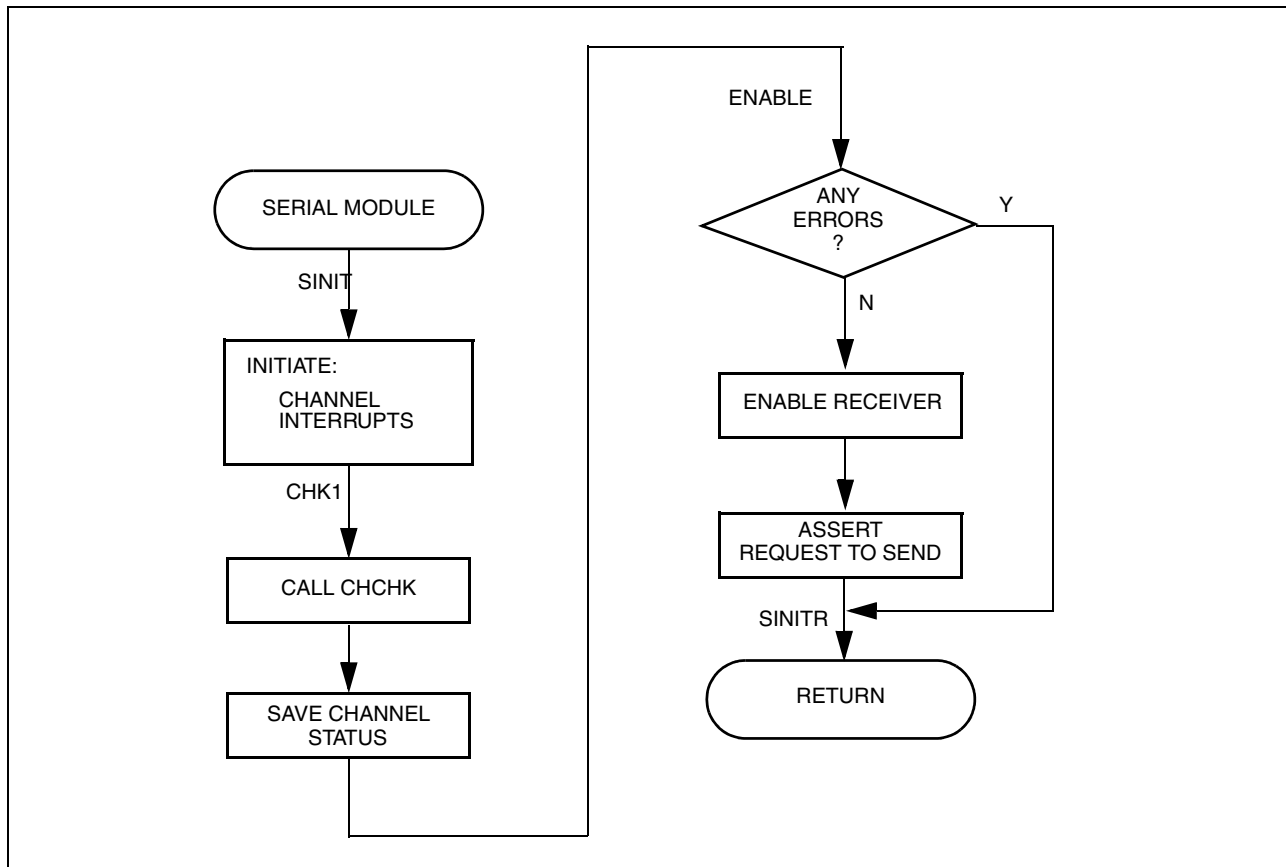 SERIAL MODULE
SINIT
INITIATE:
CHANNEL
INTERRUPTS
CHK1
CALL CHCHK
SAVE CHANNEL
STATUS
ENABLE
ANY
ERRORS
?
Y
N
ENABLE RECEIVER
ASSERT
REQUEST TO SEND
SINITR
RETURN